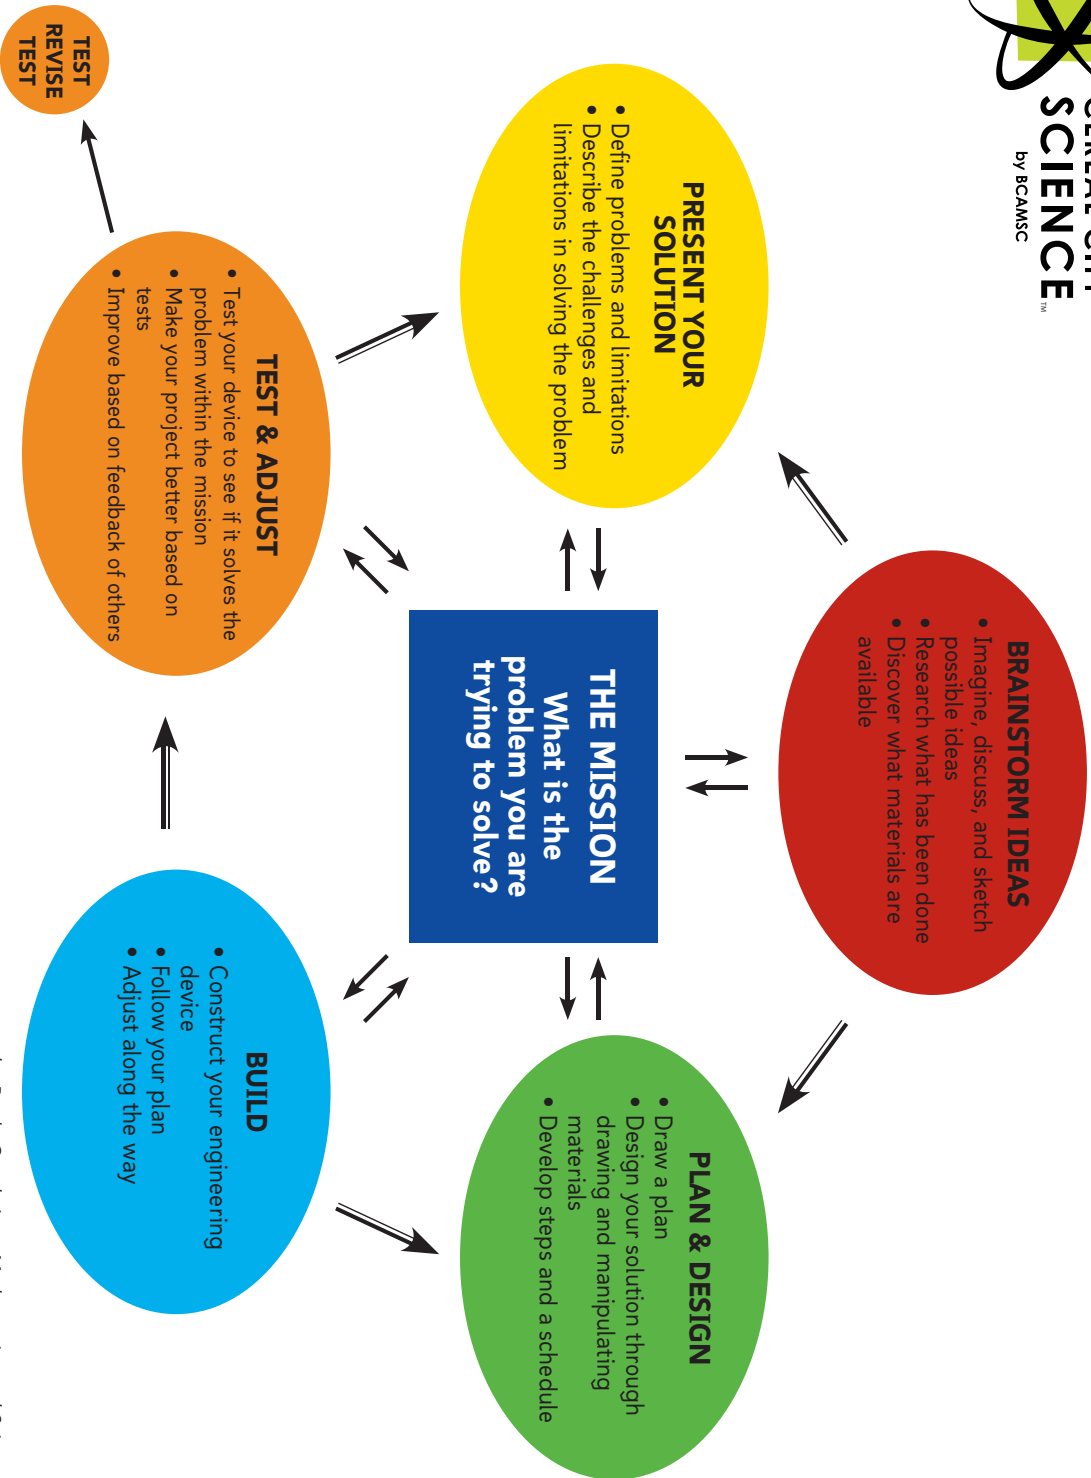 SCIENCE™
by BCAMSC
BRAINSTORM IDEAS
• Imagine, discuss, and sketch
possible ideas
• Research what has been done
• Discover what materials are
available
PRESENT YOUR
SOLUTION
• Define problems and limitations
• Describe the challenges and
limitations in solving the problem
THE MISSION
What is the
problem you are
trying to solve?
PLAN & DESIGN
• Draw a plan
• Design your solution through
drawing and manipulating
materials
• Develop steps and a schedule
TEST & ADJUST
• Test your device to see if it solves the
problem within the mission
• Make your project better based on
tests
• Improve based on feedback of others
BUILD
• Construct your engineering
device
• Follow your plan
• Adjust along the way
TEST
REVISE
TEST